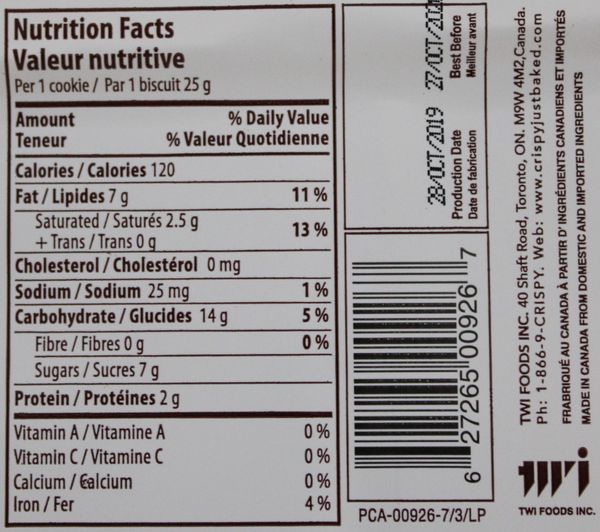 Nutrition Facts
Valeur nutritive
Per 1 cookie / Par 1 biscuit 25 g
Amount % Daily Value
Teneur % Valeur Quotidienne
Calories / Calories 120
Fat / Lipides 7 g 11 %
Saturated / Saturés 2.5 g
+ Trans / Trans 0 g 13 %
Cholesterol / Cholestérol 0 mg
Sodium / Sodium 25 mg 1 %
Carbohydrate / Glucides 14 g 5 %
Fibre / Fibres 0 g 0 %
Sugars / Sucres 7 g
Protein / Protéines 2 g
Vitamin A / Vitamine A 0 %
Vitamin C / Vitamine C 0 %
Calcium / Calcium 0 %
Iron / Fer 4 %
28/OCT/2019
Production Date
Date de fabrication
Best Before
Meilleur avant
6 27265 00926 7
PCA-00926-7/3/LP
TWI FOODS INC. 40 Shaft Road, Toronto, ON. M9W 4M2,Canada.
Ph: 1-866-9-CRISPY. Web: www.crispyjustbaked.com
FRABRIQUÉ AU CANADA À PARTIR D' INGRÉDIENTS CANADIENS ET IMPORTÉS
MADE IN CANADA FROM DOMESTIC AND IMPORTED INGREDIENTS
twi
TWI FOODS INC.